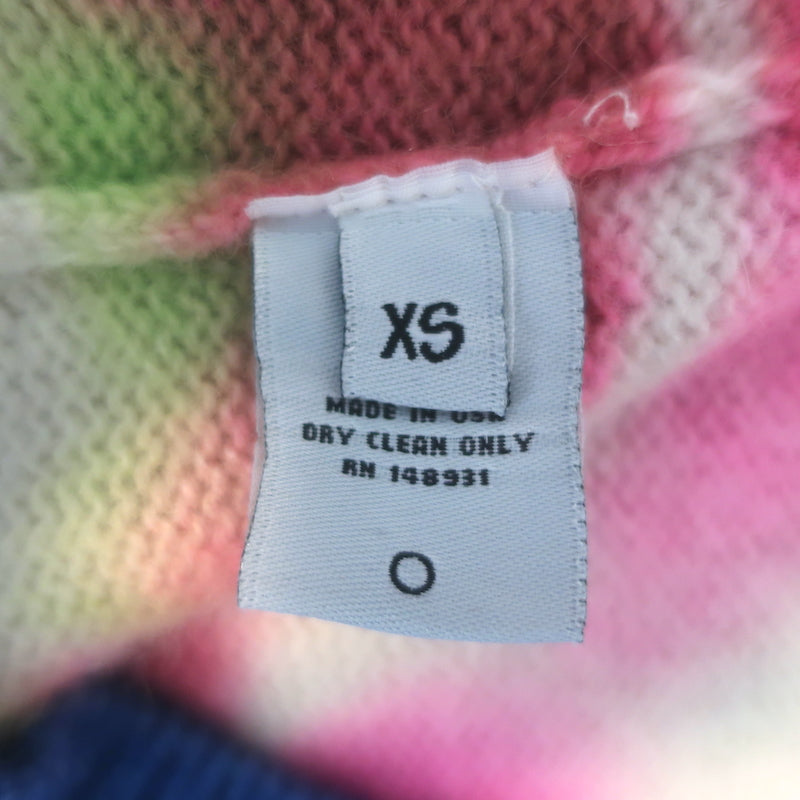 XS
MADE IN USA
DRY CLEAN ONLY
RN 148931